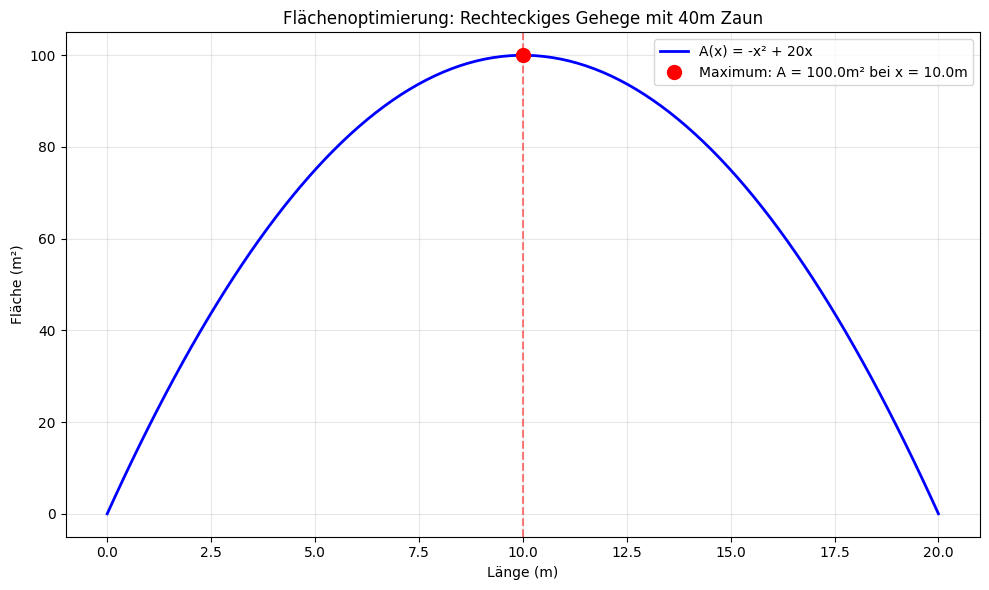 Flächenoptimierung: Rechteckiges Gehege mit 40m Zaun
A(x) = -x² + 20x
Maximum: A = 100.0m² bei x = 10.0m
Fläche (m²)
100
80
60
40
20
0
0.0 2.5 5.0 7.5 10.0 12.5 15.0 17.5 20.0
Länge (m)